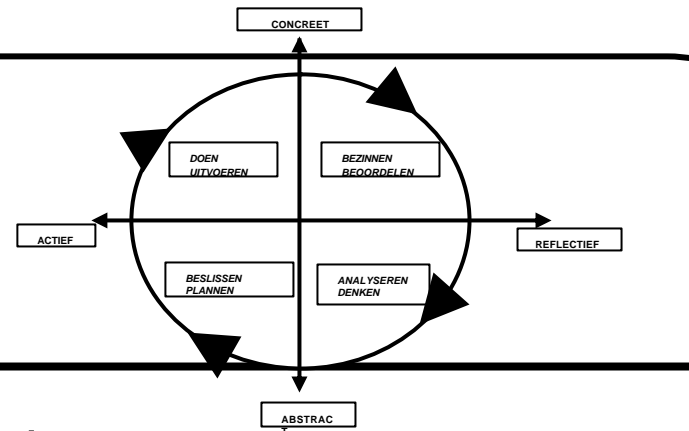 CONCREET
DOEN
UITVOEREN
BEZINNEN
BEOORDELEN
ACTIEF
REFLECTIEF
BESLISSEN
PLANNEN
ANALYSEREN
DENKEN
ABSTRAC
T